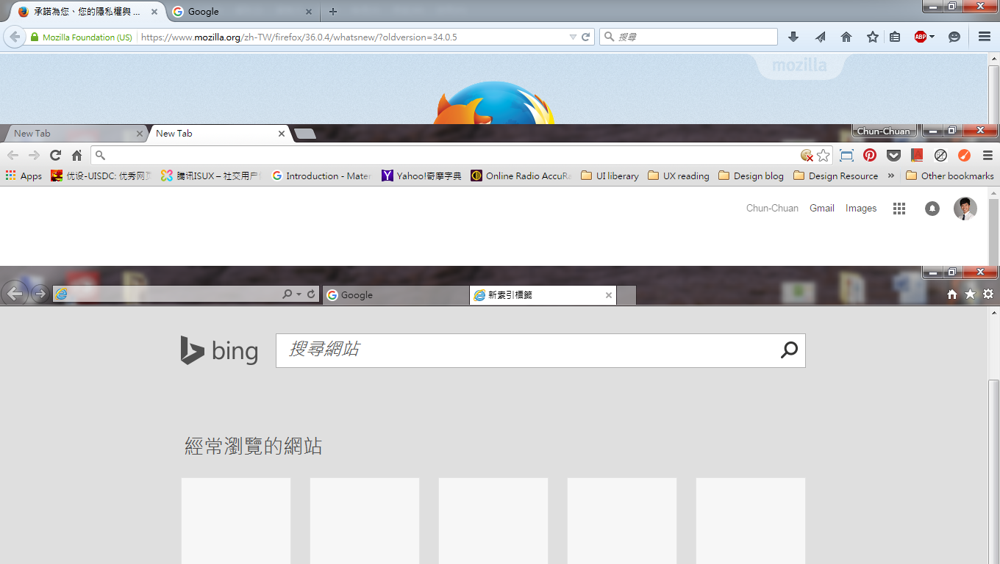 承諾為您、您的隱私權與 ...
Google
Mozilla Foundation (US)
https://www.mozilla.org/zh-TW/firefox/36.0.4/whatsnew/?oldversion=34.0.5
搜尋
ABP
mozilla
New Tab
New Tab
Chun-Chuan
Apps
优设-UISDC: 优秀网页
腾讯ISUX – 社交用户
Introduction - Mater
Yahoo!奇摩字典
Online Radio AccuRa
UI liberary
UX reading
Design blog
Design Resource
»
Other bookmarks
Chun-Chuan
Gmail
Images
Google
新索引標籤
bing
搜尋網站
經常瀏覽的網站